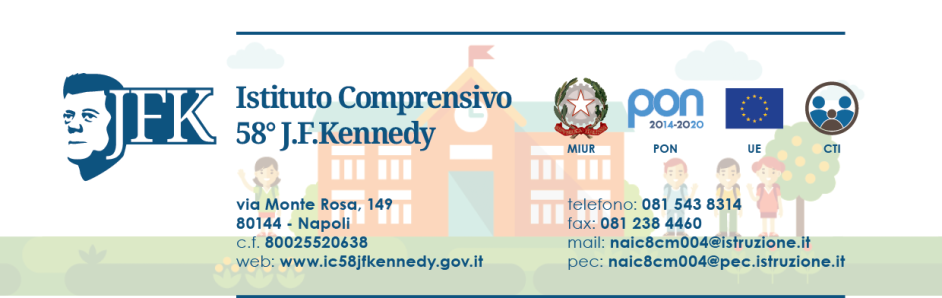 JFK
Istituto Comprensivo
58° J.F.Kennedy
pon
2014-2020
MIUR
PON
UE
CTI
via Monte Rosa, 149
80144 - Napoli
c.f. 80025520638
web: www.ic58jfkennedy.gov.it
telefono: 081 543 8314
fax: 081 238 4460
mail: naic8cm004@istruzione.it
pec: naic8cm004@pec.istruzione.it